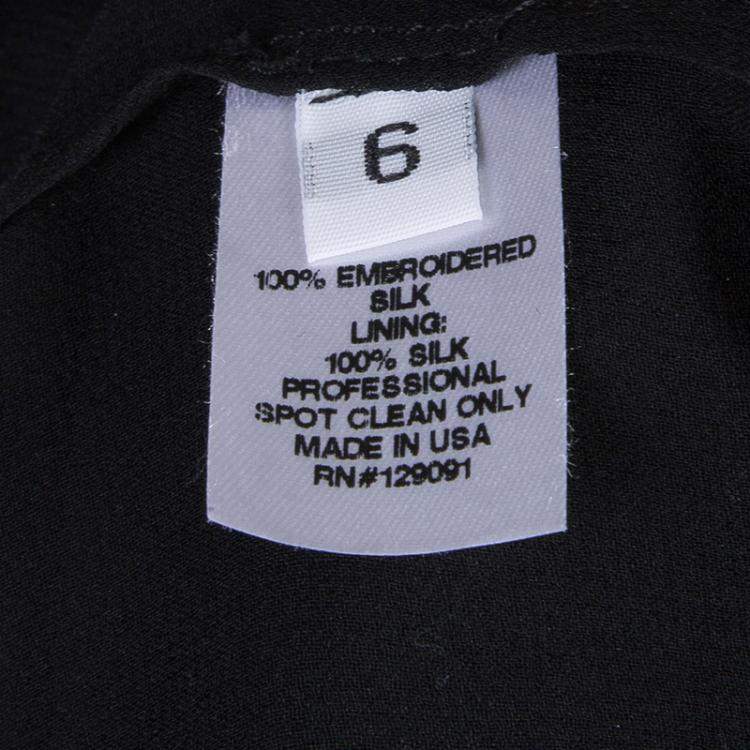 6
100% EMBROIDERED
SILK
LINING:
100% SILK
PROFESSIONAL
SPOT CLEAN ONLY
MADE IN USA
RN#129091